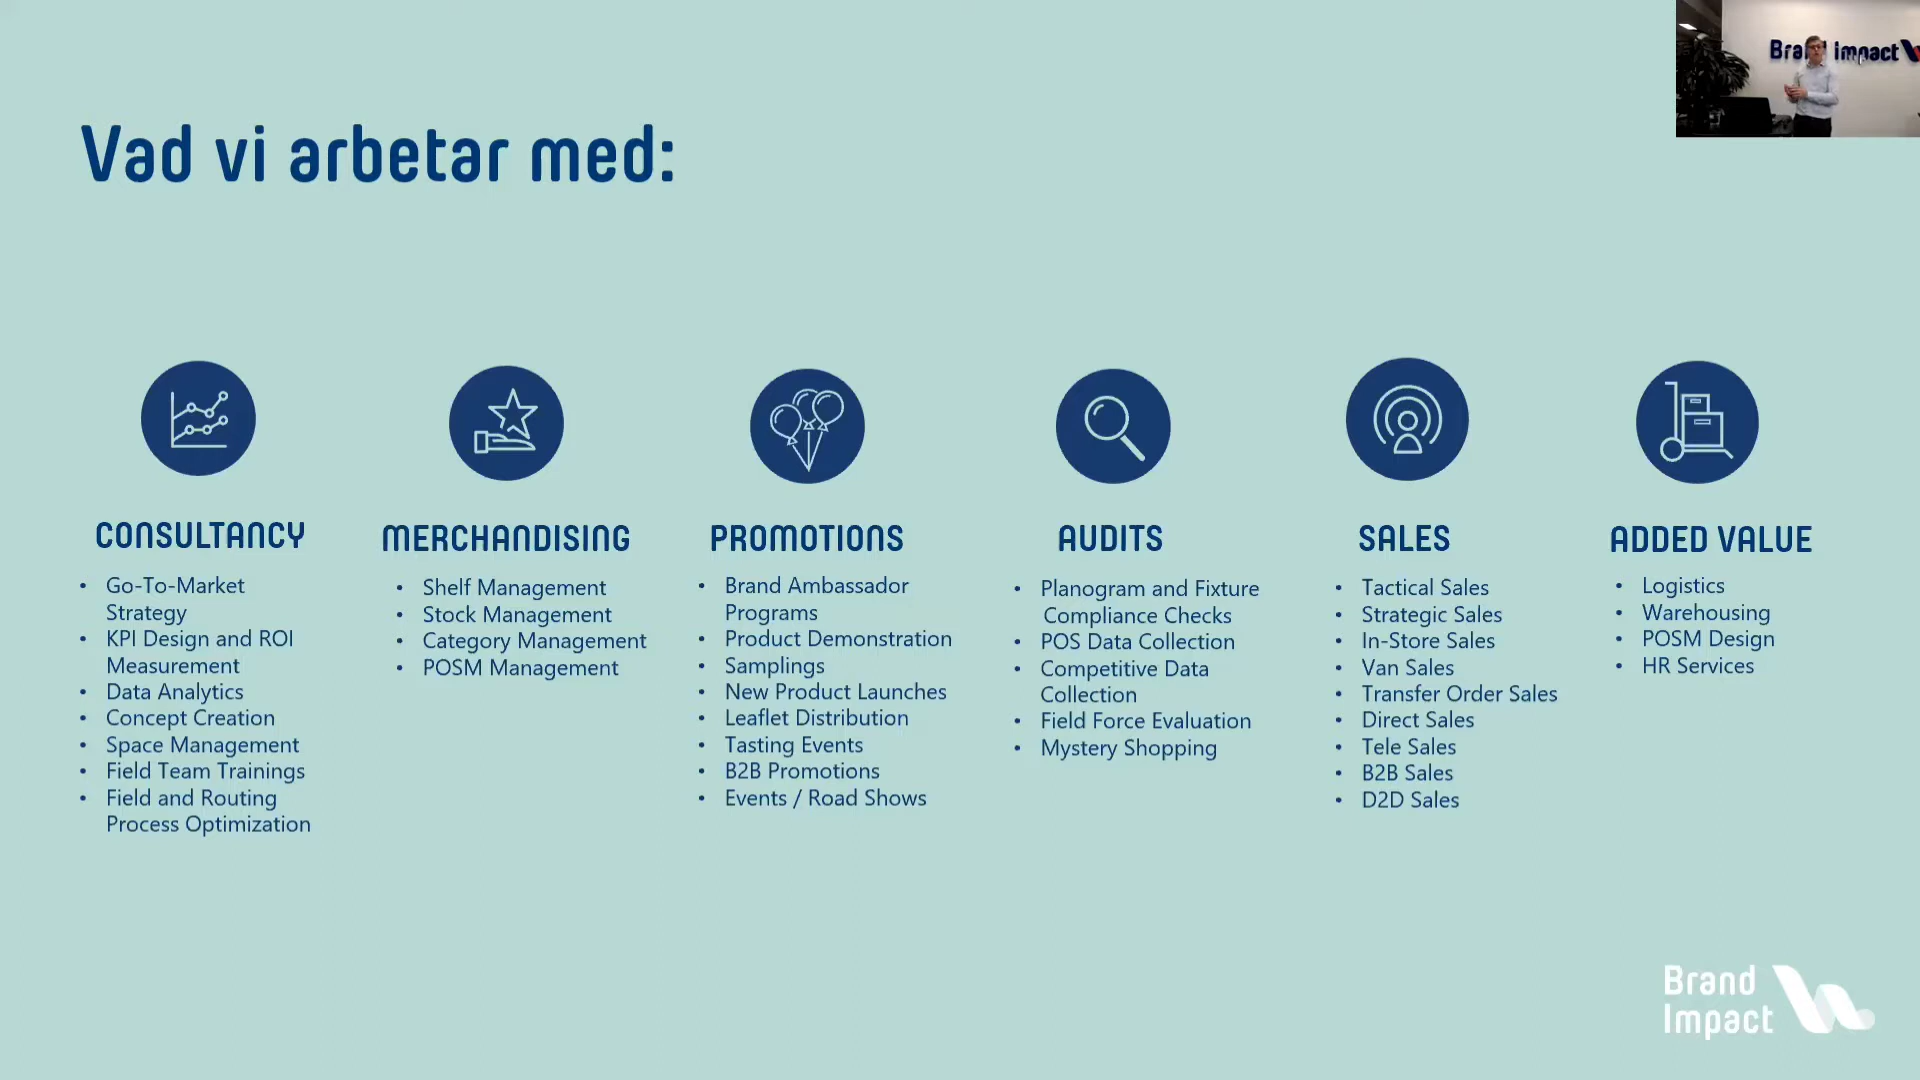 Brand impact
Vad vi arbetar med:
CONSULTANCY
• Go-To-Market
Strategy
• KPI Design and ROI
Measurement
• Data Analytics
• Concept Creation
• Space Management
• Field Team Trainings
• Field and Routing
Process Optimization
MERCHANDISING
• Shelf Management
• Stock Management
• Category Management
• POSM Management
PROMOTIONS
• Brand Ambassador
Programs
• Product Demonstration
• Samplings
• New Product Launches
• Leaflet Distribution
• Tasting Events
• B2B Promotions
• Events / Road Shows
AUDITS
• Planogram and Fixture
Compliance Checks
• POS Data Collection
• Competitive Data
Collection
• Field Force Evaluation
• Mystery Shopping
SALES
• Tactical Sales
• Strategic Sales
• In-Store Sales
• Van Sales
• Transfer Order Sales
• Direct Sales
• Tele Sales
• B2B Sales
• D2D Sales
ADDED VALUE
• Logistics
• Warehousing
• POSM Design
• HR Services
Brand
Impact